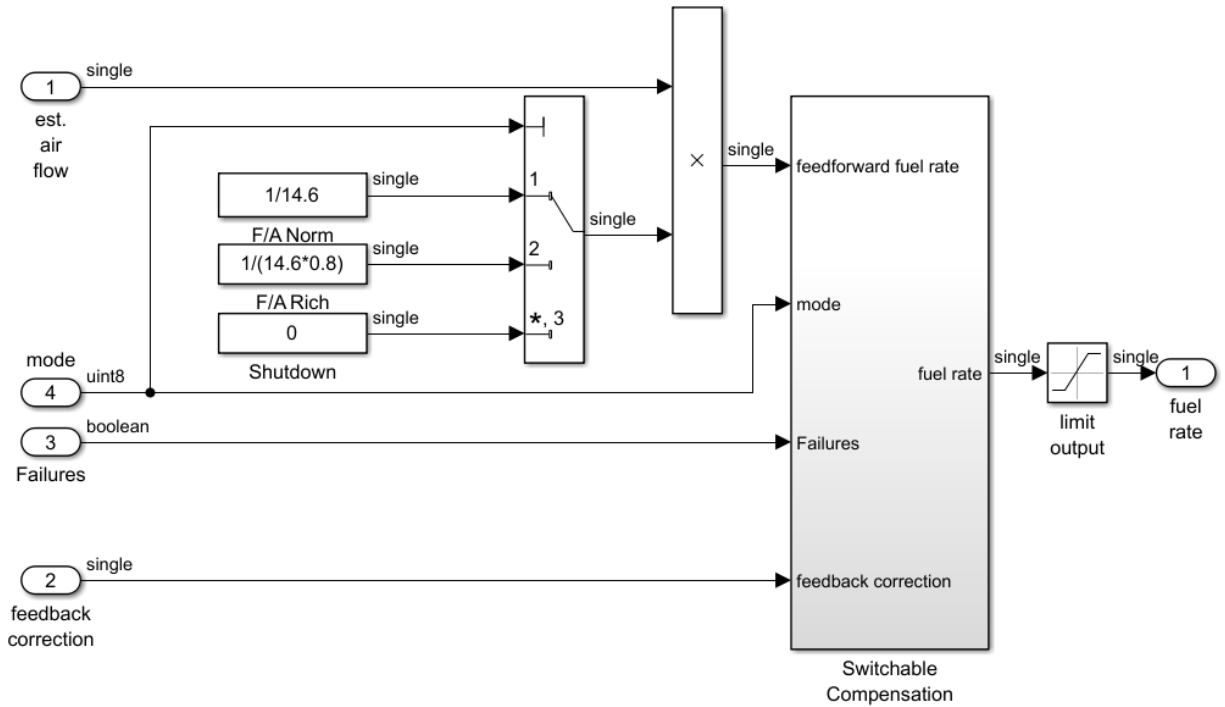 single
1
est.
air
flow
1/14.6
single
F/A Norm
1/(14.6*0.8)
single
F/A Rich
0
single
Shutdown
1
2
*, 3
single
×
single
mode
4
uint8
3
boolean
Failures
2
single
feedback
correction
feedforward fuel rate
mode
fuel rate
Failures
feedback correction
Switchable
Compensation
single
limit
output
single
1
fuel
rate